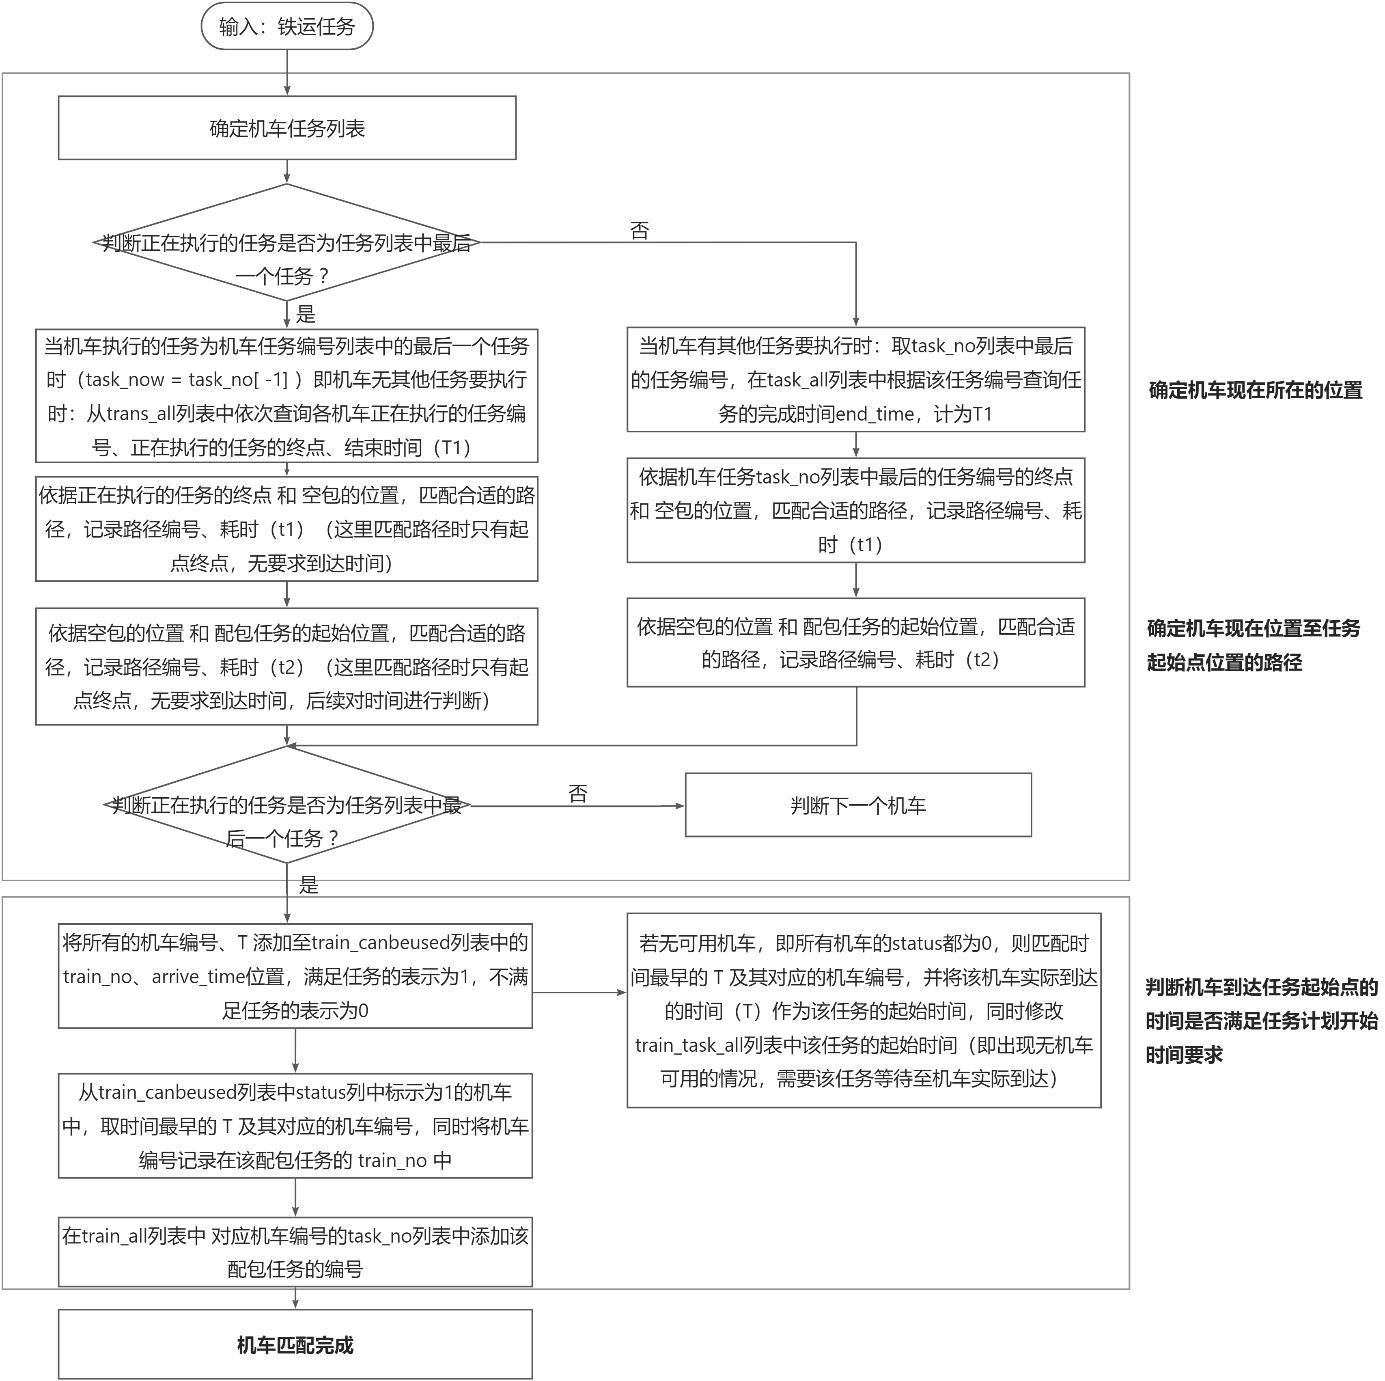 输入：铁运任务
确定机车任务列表
判断正在执行的任务是否为任务列表中最后
一个任务？
否
是
当机车执行的任务为机车任务编号列表中的最后一个任务
时（task_now = task_no[ -1] ）即机车无其他任务要执行
时：从trans_all列表中依次查询各机车正在执行的任务编
号、正在执行的任务的终点、结束时间（T1）
当机车有其他任务要执行时：取task_no列表中最后
的任务编号，在task_all列表中根据该任务编号查询任
务的完成时间end_time，计为T1
确定机车现在所在的位置
依据正在执行的任务的终点 和 空包的位置，匹配合适的路
径，记录路径编号、耗时（t1）（这里匹配路径时只有起
点终点，无要求到达时间）
依据机车任务task_no列表中最后的任务编号的终点
和 空包的位置，匹配合适的路径，记录路径编号、耗
时（t1）
依据空包的位置 和 配包任务的起始位置，匹配合适的路
径，记录路径编号、耗时（t2）（这里匹配路径时只有起
点终点，无要求到达时间，后续对时间进行判断）
依据空包的位置 和 配包任务的起始位置，匹配合适
的路径，记录路径编号、耗时（t2）
确定机车现在位置至任务
起始点位置的路径
判断正在执行的任务是否为任务列表中最
后一个任务？
否
判断下一个机车
是
将所有的机车编号、T 添加至train_canbeused列表中的
train_no、arrive_time位置，满足任务的表示为1，不满
足任务的表示为0
若无可用机车，即所有机车的status都为0，则匹配时
间最早的 T 及其对应的机车编号，并将该机车实际到达
的时间（T）作为该任务的起始时间，同时修改
train_task_all列表中该任务的起始时间（即出现无机车
可用的情况，需要该任务等待至机车实际到达）
判断机车到达任务起始点的
时间是否满足任务计划开始
时间要求
从train_canbeused列表中status列中标示为1的机车
中，取时间最早的 T 及其对应的机车编号，同时将机车
编号记录在该配包任务的 train_no 中
在train_all列表中 对应机车编号的task_no列表中添加该
配包任务的编号
机车匹配完成